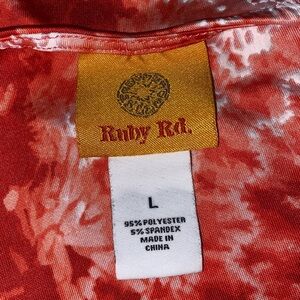 Ruby Rd.
L
95% POLYESTER
5% SPANDEX
MADE IN
CHINA